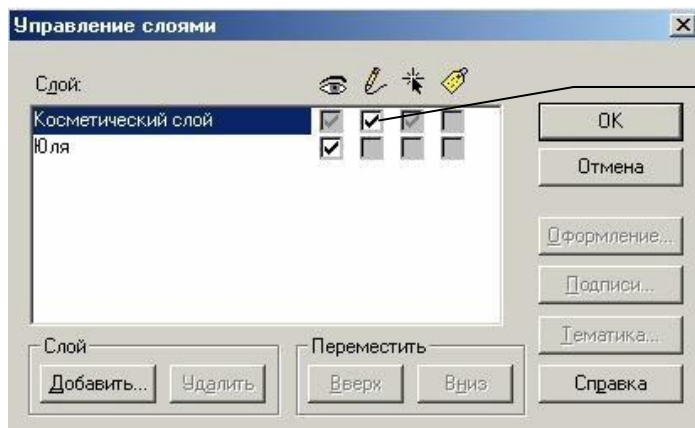 Управление слоями
Слой:
Косметический слой
Юля
OK
Отмена
Оформление...
Подписи...
Тематика...
Справка
Слой
Добавить...
Удалить
Переместить
Вверх
Вниз